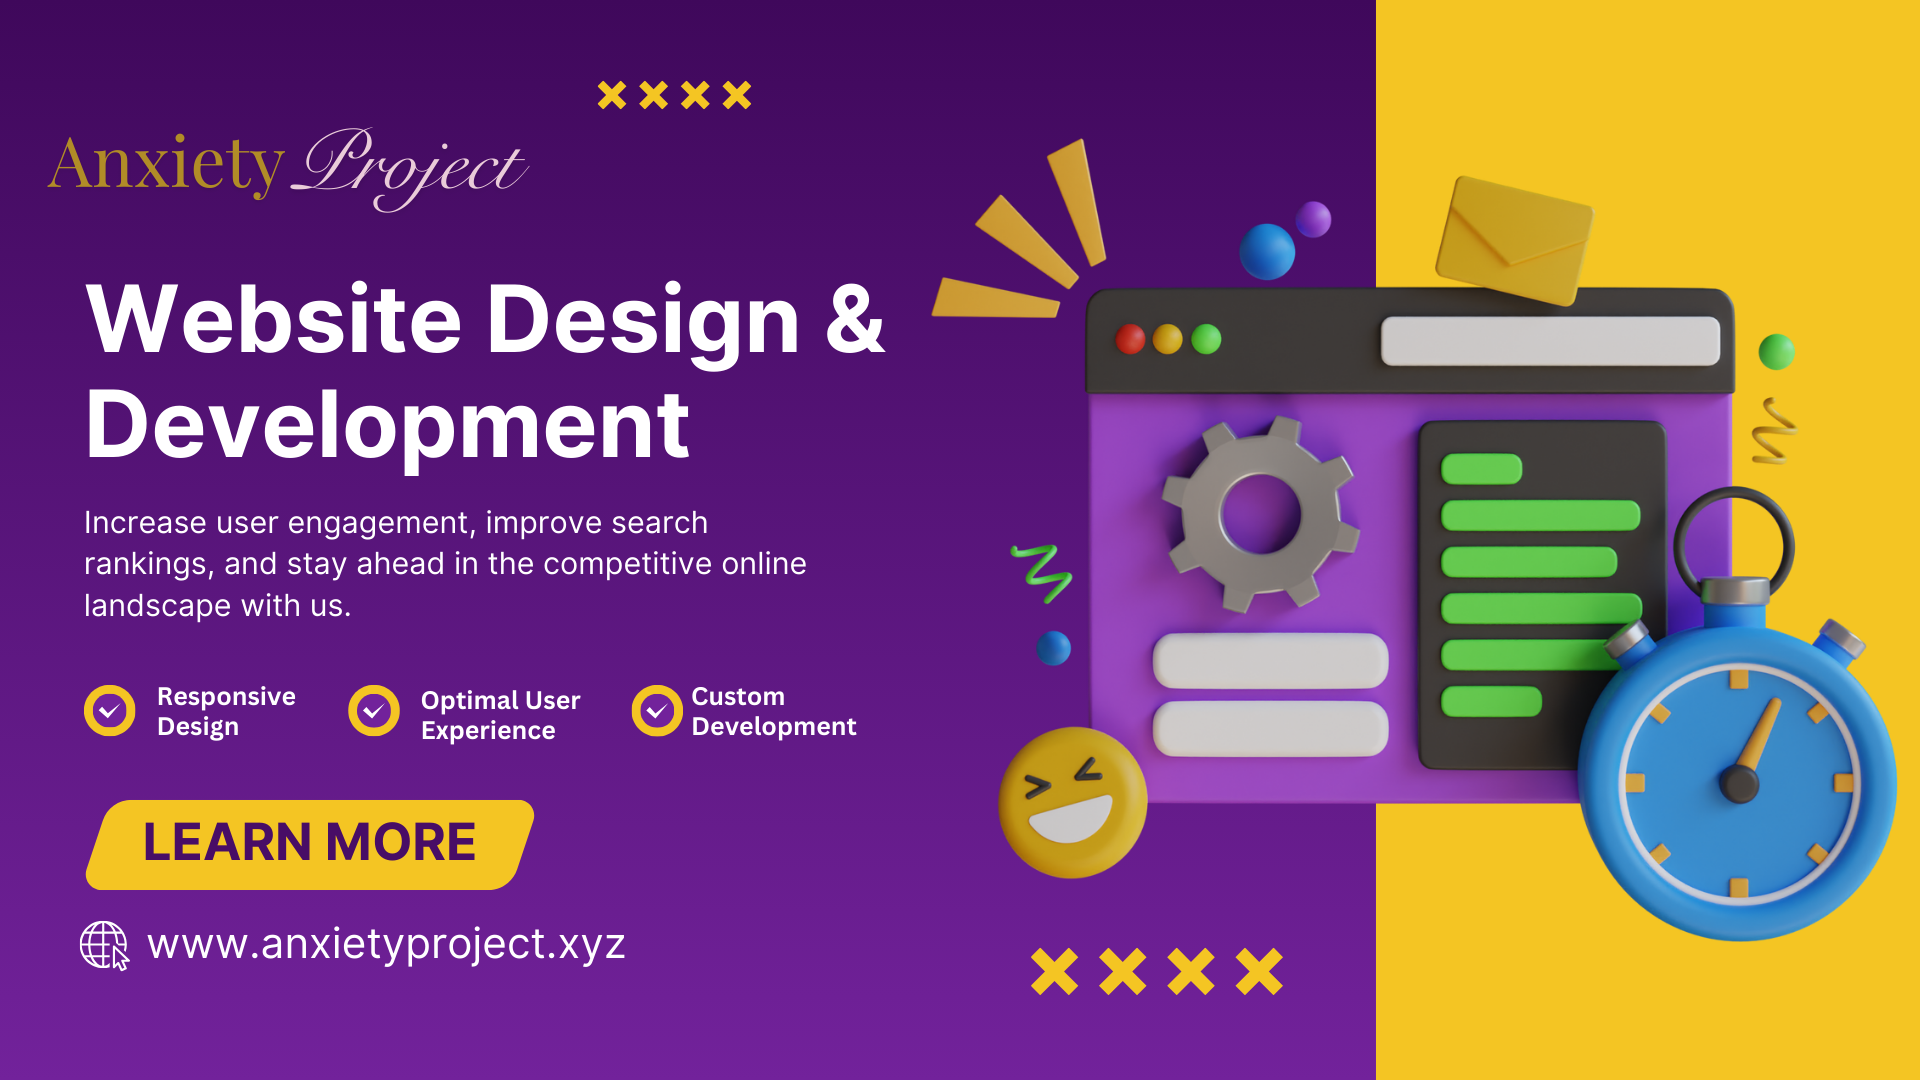 Anxiety Project
Website Design &
Development
Increase user engagement, improve search
rankings, and stay ahead in the competitive online
landscape with us.
Responsive
Design
Optimal User
Experience
Custom
Development
LEARN MORE
www.anxietyproject.xyz